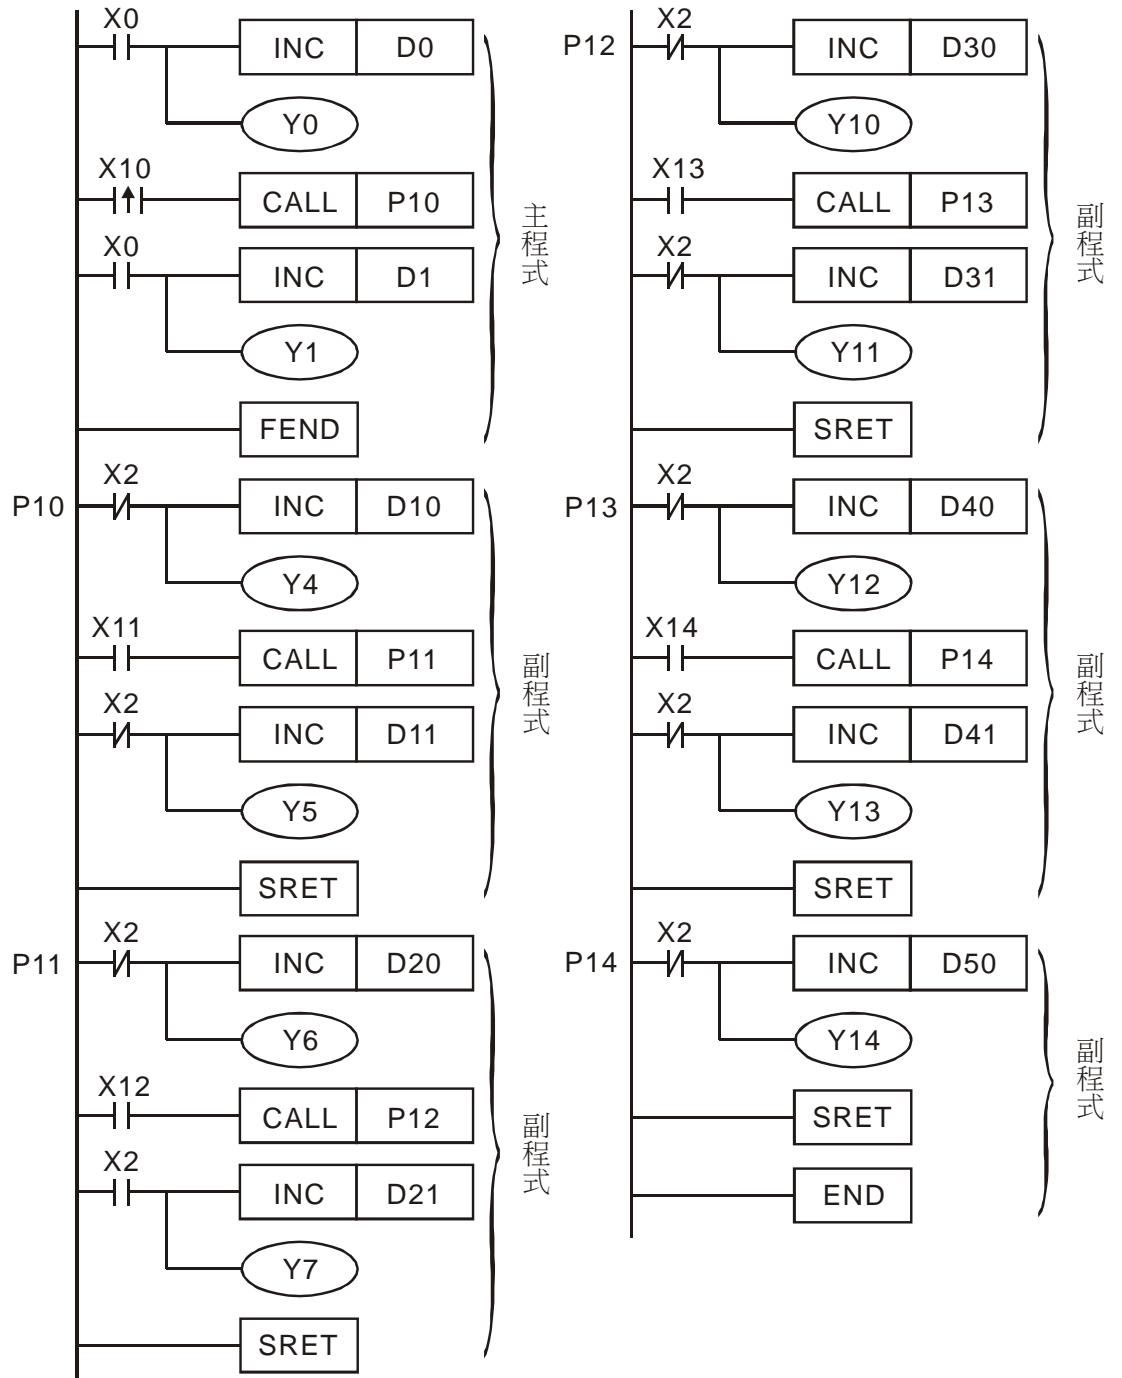 X0
INC D0
Y0
X10
CALL P10
X0
INC D1
Y1
FEND
主程式
P10
X2
INC D10
Y4
X11
CALL P11
X2
INC D11
Y5
SRET
副程式
P11
X2
INC D20
Y6
X12
CALL P12
X2
INC D21
Y7
SRET
副程式
P12
X2
INC D30
Y10
X13
CALL P13
X2
INC D31
Y11
SRET
副程式
P13
X2
INC D40
Y12
X14
CALL P14
X2
INC D41
Y13
SRET
副程式
P14
X2
INC D50
Y14
SRET
END
副程式